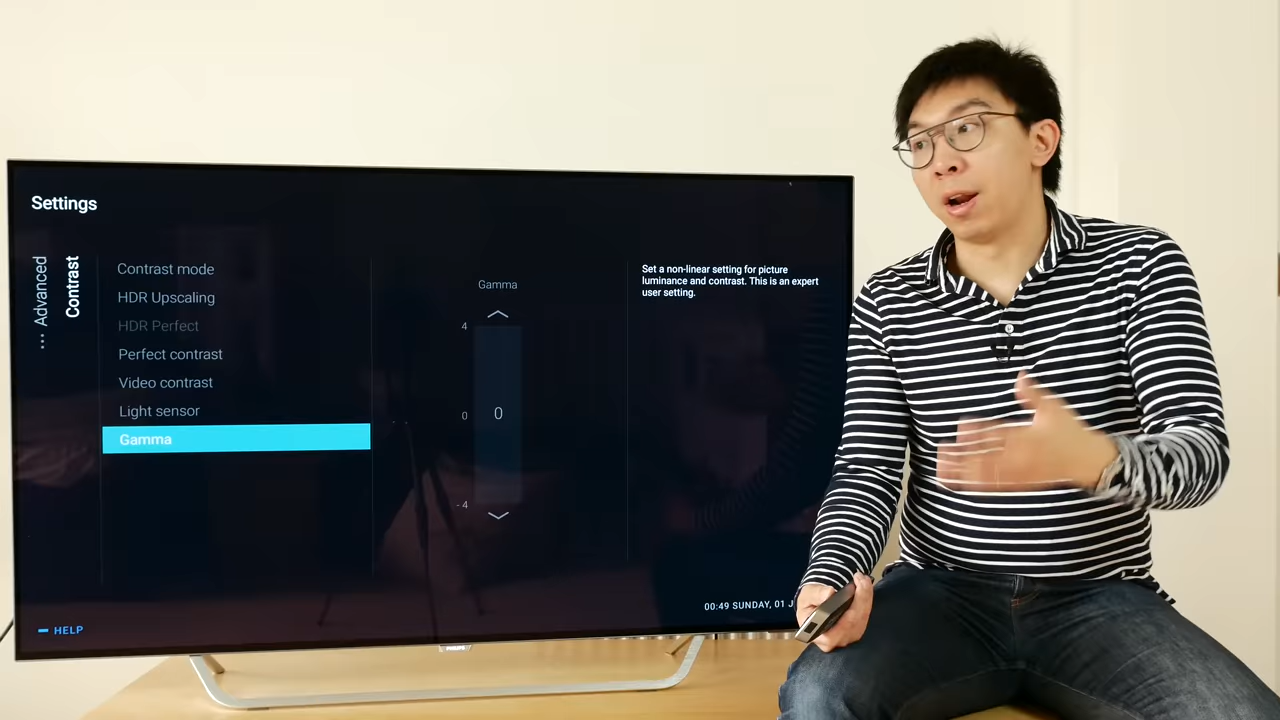 Settings
Advanced
Contrast
Contrast mode
HDR Upscaling
HDR Perfect
Perfect contrast
Video contrast
Light sensor
Gamma
Gamma
4
0
0
-4
Set a non-linear setting for picture
luminance and contrast. This is an expert
user setting.
00:49 SUNDAY, 01 J
HELP
PHILIPS